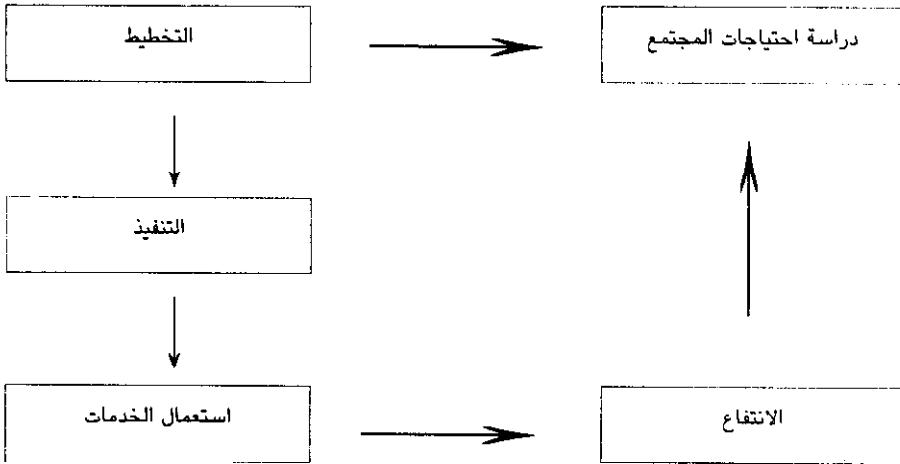 دراسة احتياجات المجتمع
التخطيط
التنفيذ
استعمال الخدمات
الانتفاع